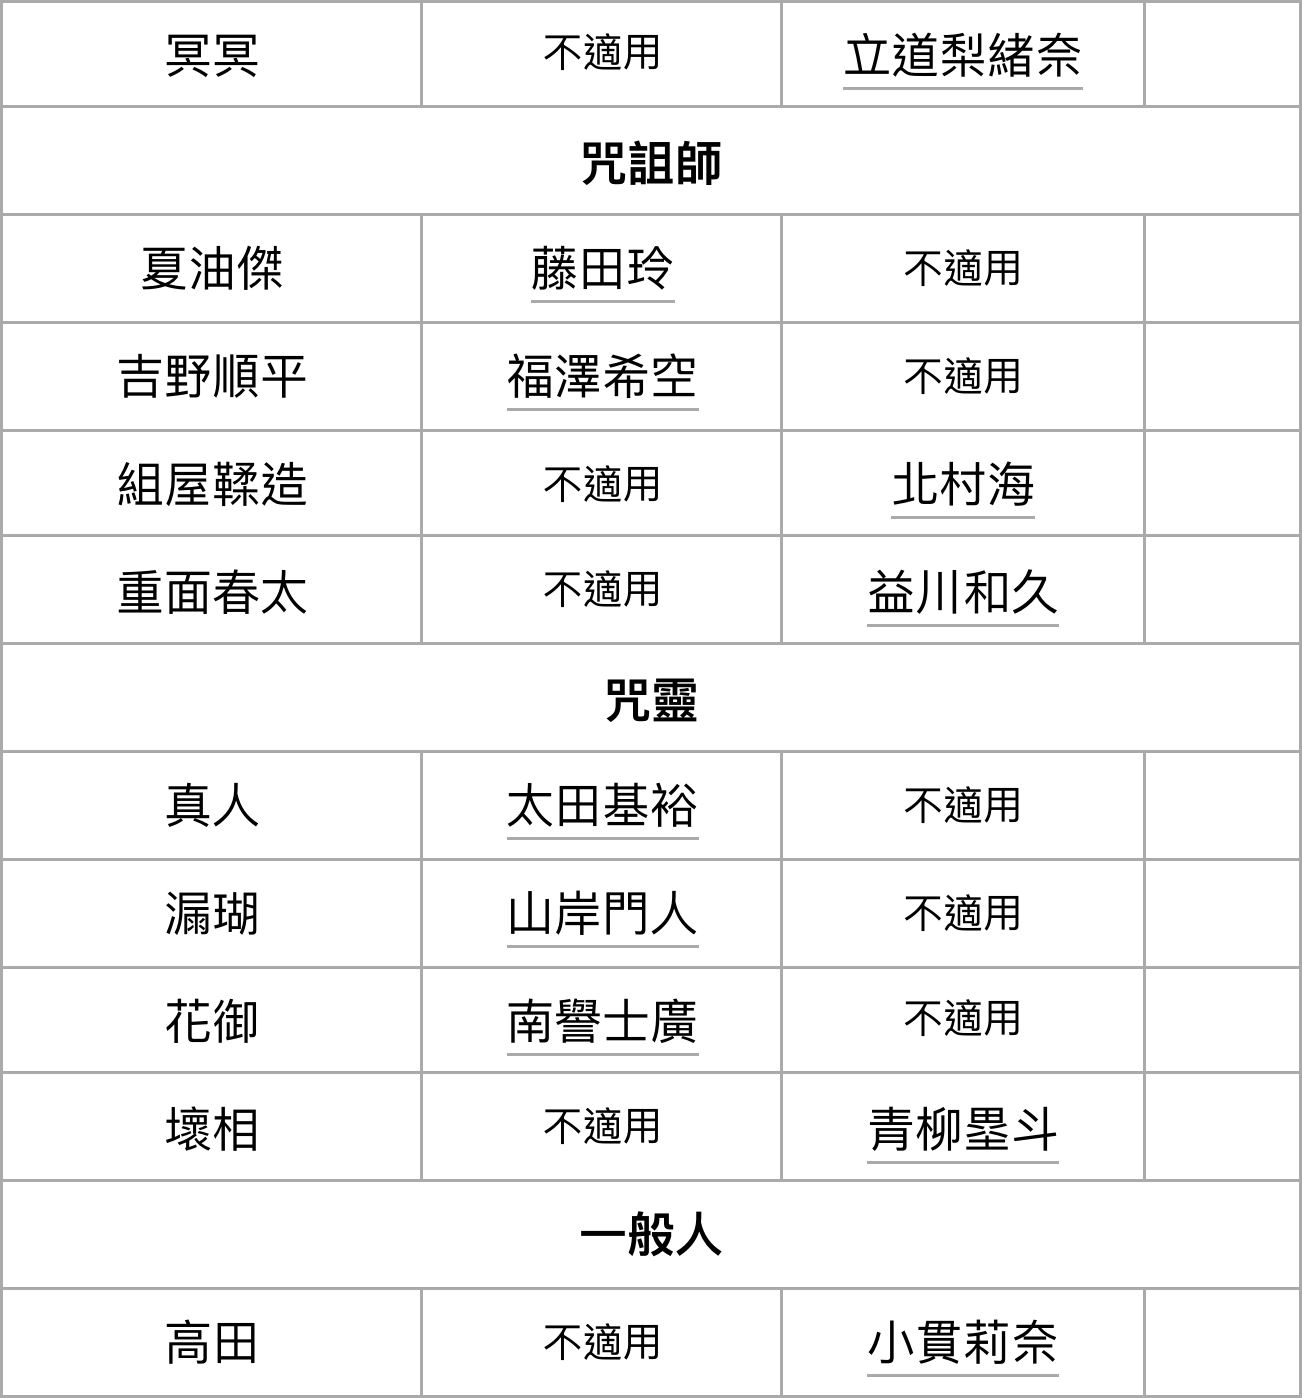 冥冥 不適用 立道梨緒奈
咒詛師
夏油傑 藤田玲 不適用
吉野順平 福澤希空 不適用
組屋鞣造 不適用 北村海
重面春太 不適用 益川和久
咒靈
真人 太田基裕 不適用
漏瑚 山岸門人 不適用
花御 南譽士廣 不適用
壞相 不適用 青柳塁斗
一般人
高田 不適用 小貫莉奈